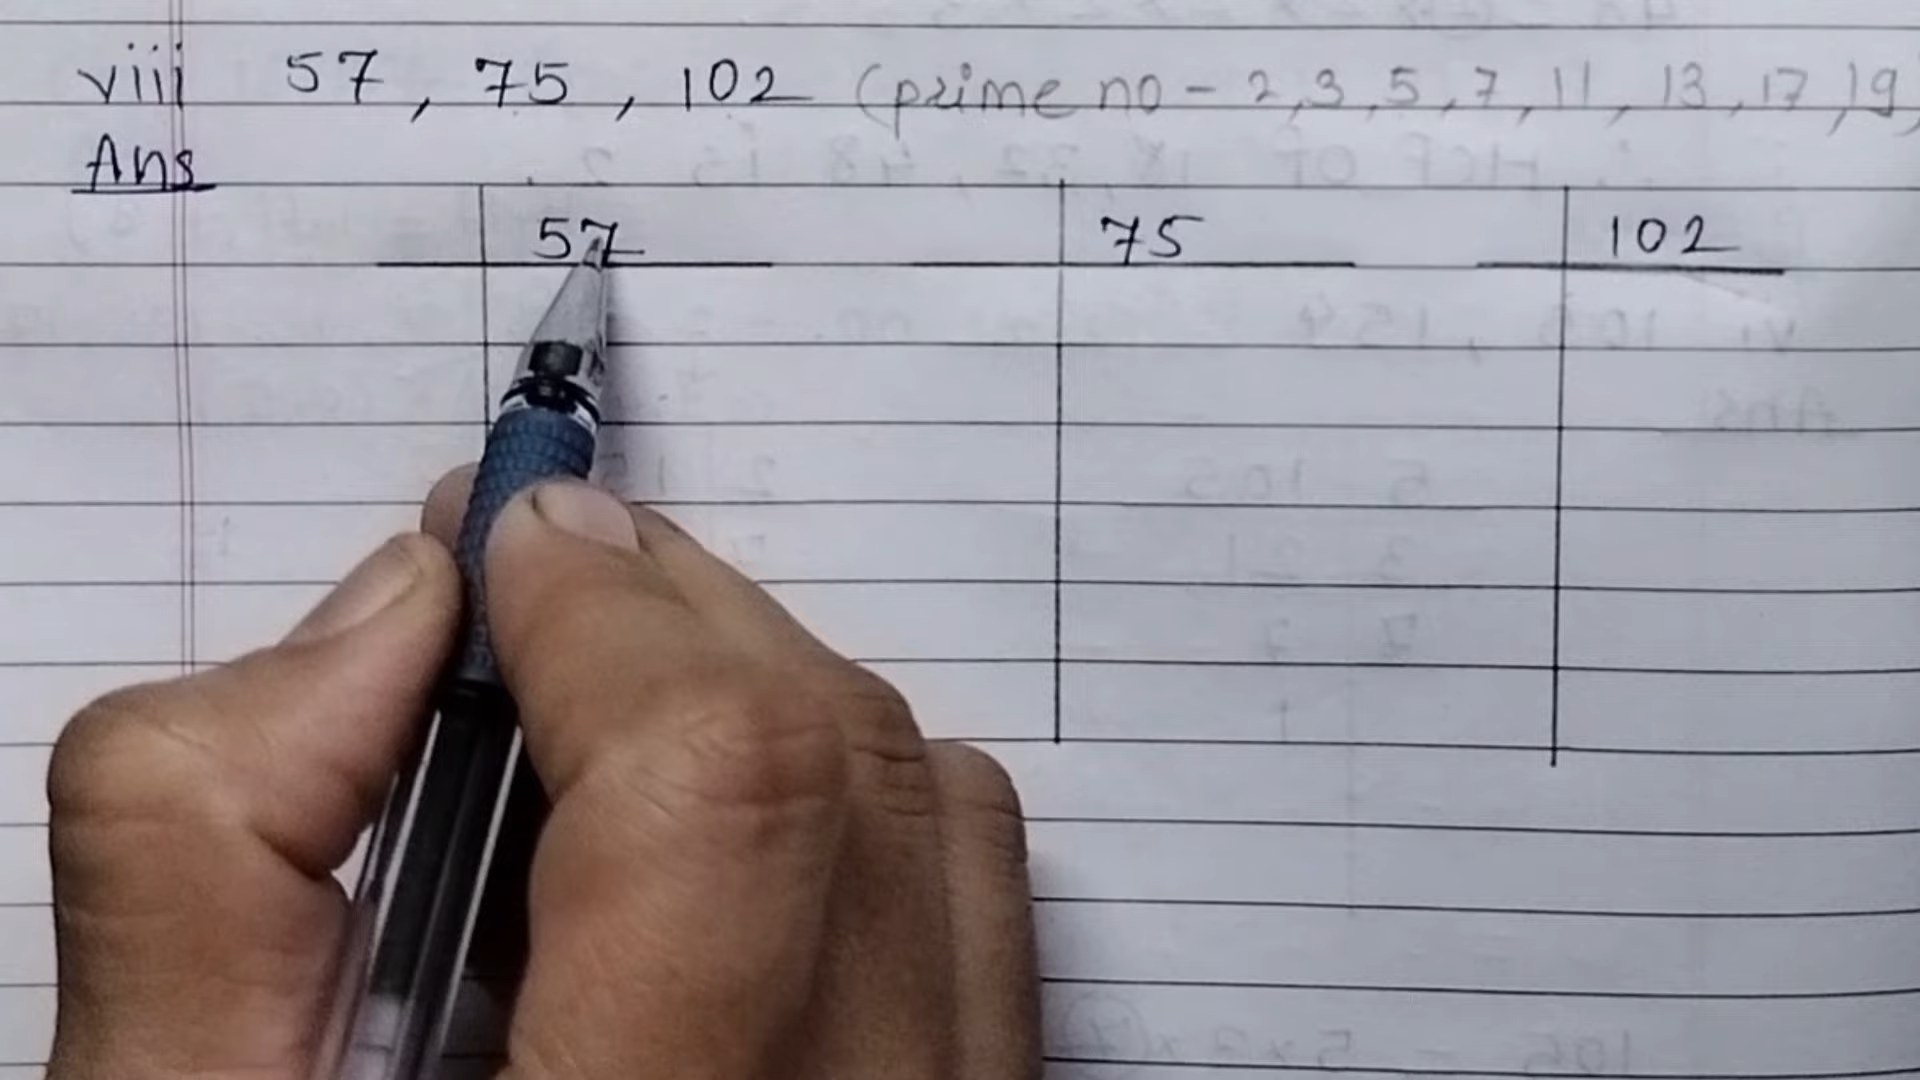 viii 57, 75, 102 (prime no - 2,3,5,7,11,13,17,19)
Ans
57 75 102